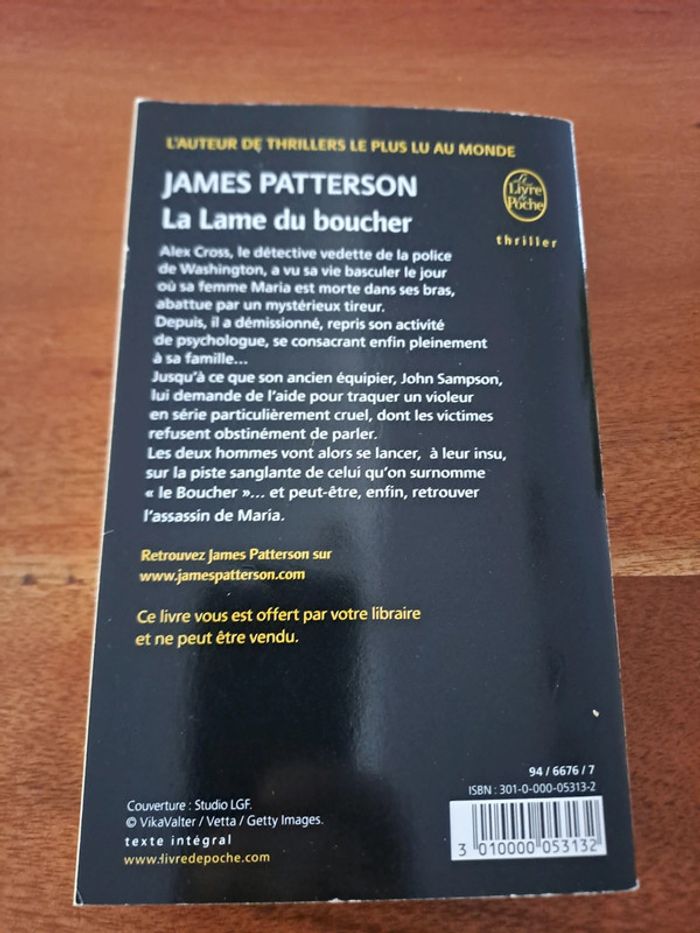 L'AUTEUR DE THRILLERS LE PLUS LU AU MONDE
JAMES PATTERSON
La Lame du boucher
Le
Livre
de
Poche
thriller
Alex Cross, le détective vedette de la police
de Washington, a vu sa vie basculer le jour
où sa femme Maria est morte dans ses bras,
abattue par un mystérieux tireur.
Depuis, il a démissionné, repris son activité
de psychologue, se consacrant enfin pleinement
à sa famille...
Jusqu'à ce que son ancien équipier, John Sampson,
lui demande de l'aide pour traquer un violeur
en série particulièrement cruel, dont les victimes
refusent obstinément de parler.
Les deux hommes vont alors se lancer, à leur insu,
sur la piste sanglante de celui qu'on surnomme
« le Boucher »... et peut-être, enfin, retrouver
l'assassin de Maria.
Retrouvez James Patterson sur
www.jamespatterson.com
Ce livre vous est offert par votre libraire
et ne peut être vendu.
94 / 6676 / 7
ISBN : 301-0-000-05313-2
Couverture : Studio LGF.
© VikaValter / Vetta / Getty Images.
texte intégral
www.livredepoche.com
3 010000 053132